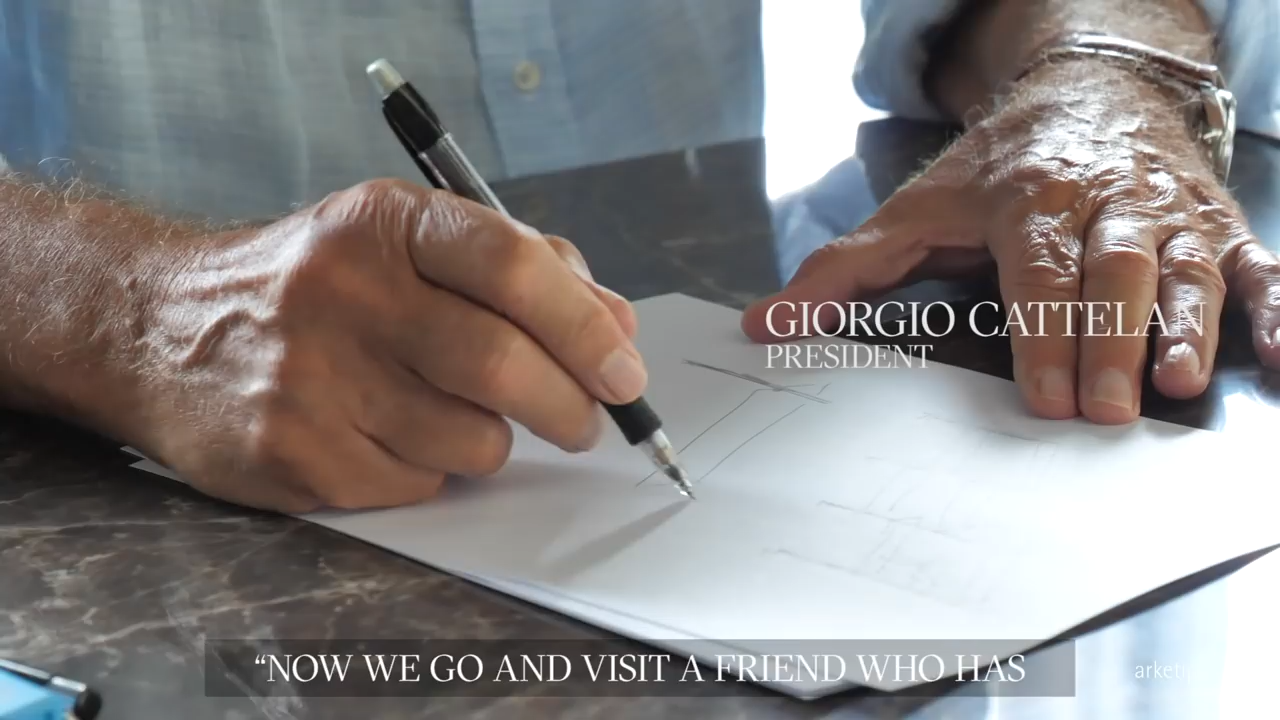 GIORGIO CATTELAN
PRESIDENT
“NOW WE GO AND VISIT A FRIEND WHO HAS